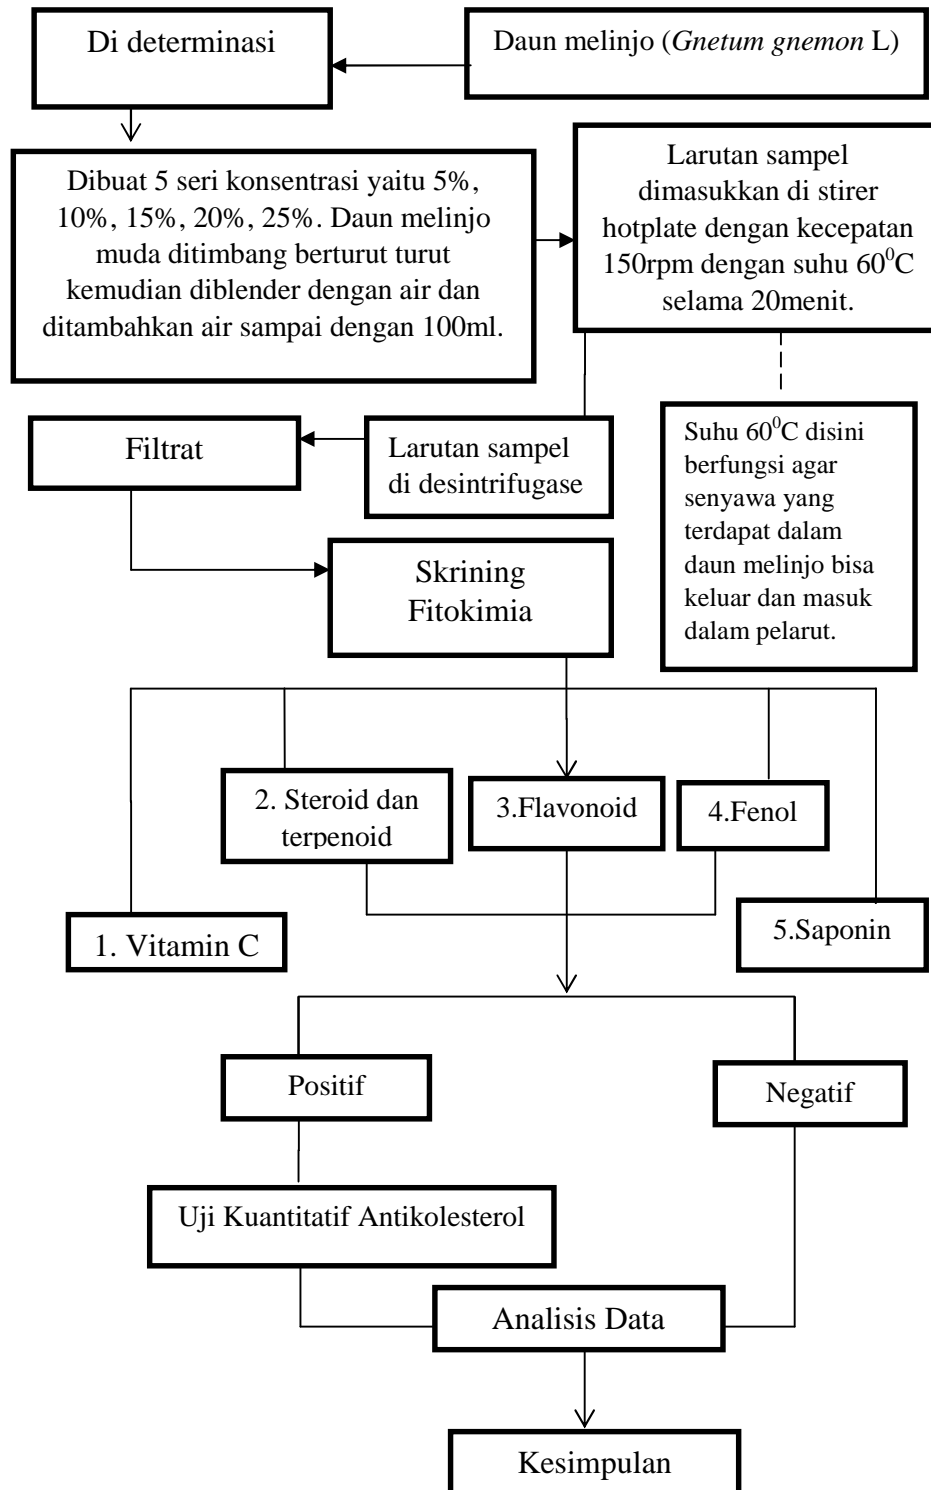 Di determinasi
Daun melinjo (Gnetum gnemon L)
Dibuat 5 seri konsentrasi yaitu 5%,
10%, 15%, 20%, 25%. Daun melinjo
muda ditimbang berturut turut
kemudian diblender dengan air dan
ditambahkan air sampai dengan 100ml.
Larutan sampel
dimasukkan di stirer
hotplate dengan kecepatan
150rpm dengan suhu 60⁰C
selama 20menit.
Suhu 60⁰C disini
berfungsi agar
senyawa yang
terdapat dalam
daun melinjo bisa
keluar dan masuk
dalam pelarut.
Larutan sampel
di desintrifugase
Filtrat
Skrining
Fitokimia
1. Vitamin C
2. Steroid dan
terpenoid
3.Flavonoid
4.Fenol
5.Saponin
Positif
Negatif
Uji Kuantitatif Antikolesterol
Analisis Data
Kesimpulan